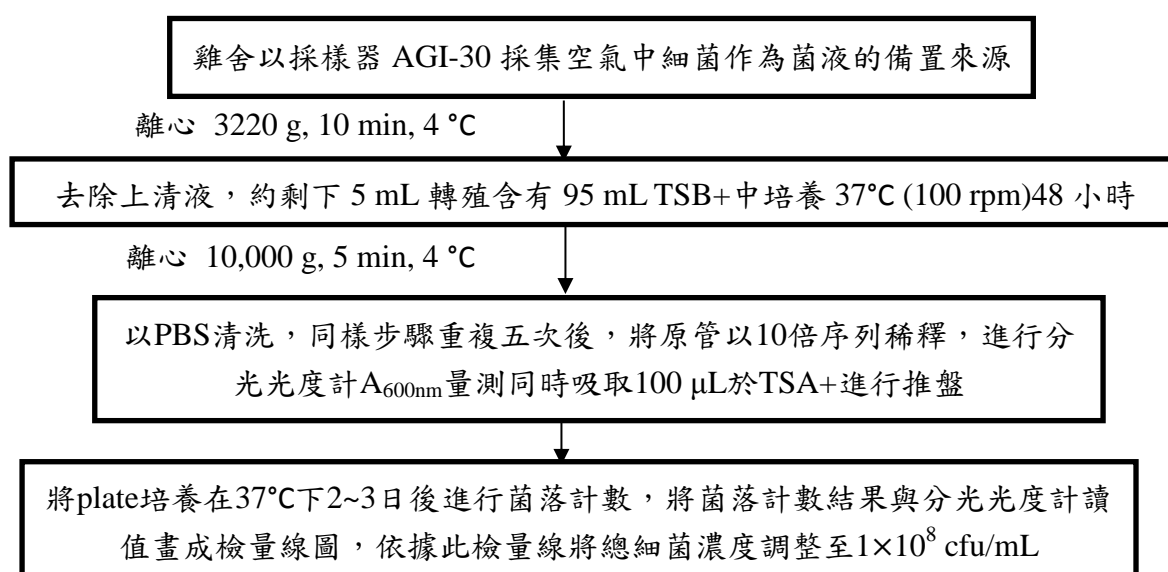 雞舍以採樣器 AGI-30 採集空氣中細菌作為菌液的備置來源
離心 3220 g, 10 min, 4 °C
去除上清液，約剩下 5 mL 轉殖含有 95 mL TSB+中培養 37°C (100 rpm)48 小時
離心 10,000 g, 5 min, 4 °C
以PBS清洗，同樣步驟重複五次後，將原管以10倍序列稀釋，進行分
光光度計A600nm量測同時吸取100 μL於TSA+進行推盤
將plate培養在37°C下2~3日後進行菌落計數，將菌落計數結果與分光光度計讀
值畫成檢量線圖，依據此檢量線將總細菌濃度調整至1×10⁸ cfu/mL